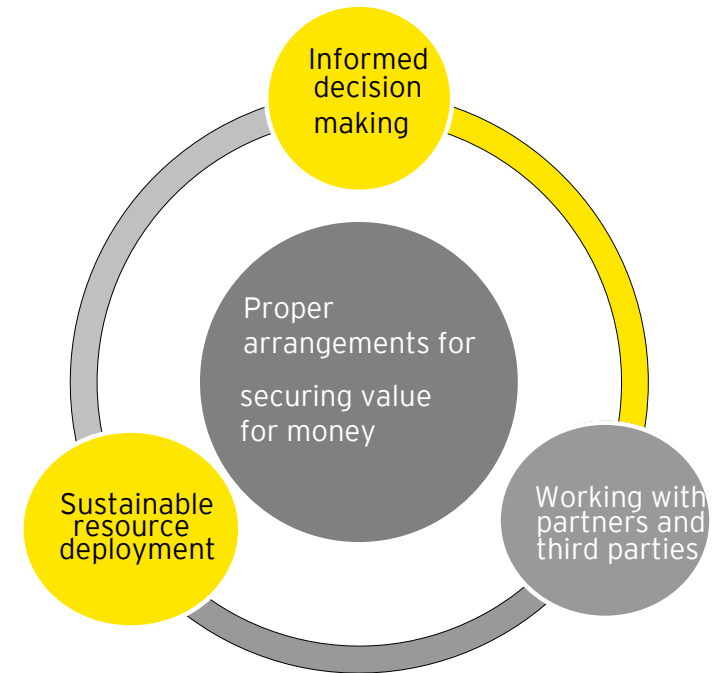 Informed
decision
making
Proper
arrangements for
securing value
for money
Sustainable
resource
deployment
Working with
partners and
third parties